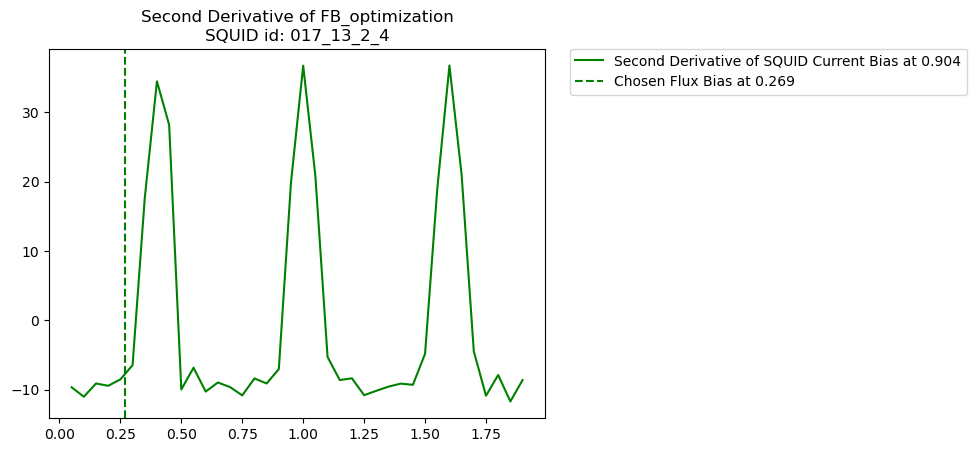 Second Derivative of FB_optimization
SQUID id: 017_13_2_4
Second Derivative of SQUID Current Bias at 0.904
Chosen Flux Bias at 0.269
30
20
10
0
−10
0.00 0.25 0.50 0.75 1.00 1.25 1.50 1.75